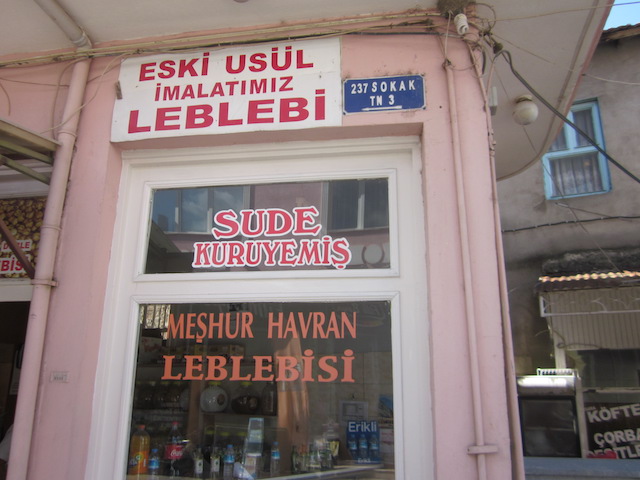 ESKİ USÜL
İMALATIMIZ
LEBLEBİ
237 SOKAK
TN 3
SUDE
KURUYEMİŞ
MEŞHUR HAVRAN
LEBLEBİSİ
Erikli
KÖFTE
ÇORBA